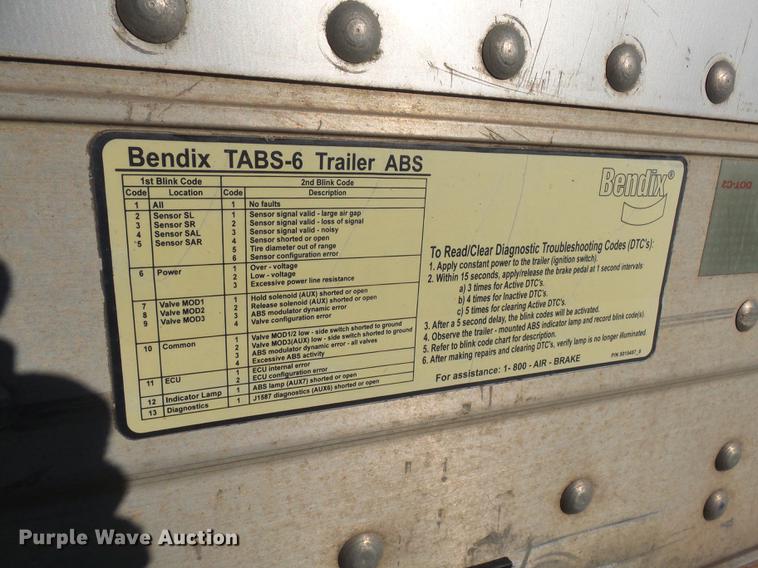 Bendix TABS-6 Trailer ABS
1st Blink Code 2nd Blink Code
Code Location Code Description
1 All 1 No faults
2 Sensor SL 1 Sensor signal valid - large air gap
3 Sensor SR 2 Sensor signal valid - loss of signal
4 Sensor SAL 3 Sensor signal valid - noisy
5 Sensor SAR 4 Sensor shorted or open
5 Tire diameter out of range
6 Sensor configuration error
6 Power 1 Over - voltage
2 Low - voltage
3 Excessive power line resistance
7 Valve MOD1 1 Hold solenoid (AUX) shorted or open
8 Valve MOD2 2 Release solenoid (AUX) shorted or open
9 Valve MOD3 3 ABS modulator dynamic error
4 Valve configuration error
10 Common 1 Valve MOD1/2 low - side switch shorted to ground
2 Valve MOD3(AUX) low - side switch shorted to ground
3 ABS modulator dynamic error - all valves
4 Excessive ABS activity
11 ECU 1 ECU internal error
2 ECU configuration error
12 Indicator Lamp 1 ABS lamp (AUX7) shorted or open
13 Diagnostics 1 J1587 diagnostics (AUX6) shorted or open
Bendix®
To Read/Clear Diagnostic Troubleshooting Codes (DTC's):
1. Apply constant power to the trailer (ignition switch).
2. Within 15 seconds, apply/release the brake pedal at 1 second intervals
a) 3 times for Active DTC's.
b) 4 times for Inactive DTC's.
c) 5 times for clearing Active DTC's.
3. After a 5 second delay, the blink codes will be activated.
4. Observe the trailer - mounted ABS indicator lamp and record blink code(s).
5. Refer to blink code chart for description.
6. After making repairs and clearing DTC's, verify lamp is no longer illuminated.
For assistance: 1- 800 - AIR - BRAKE
DOT-C2
Purple Wave Auction